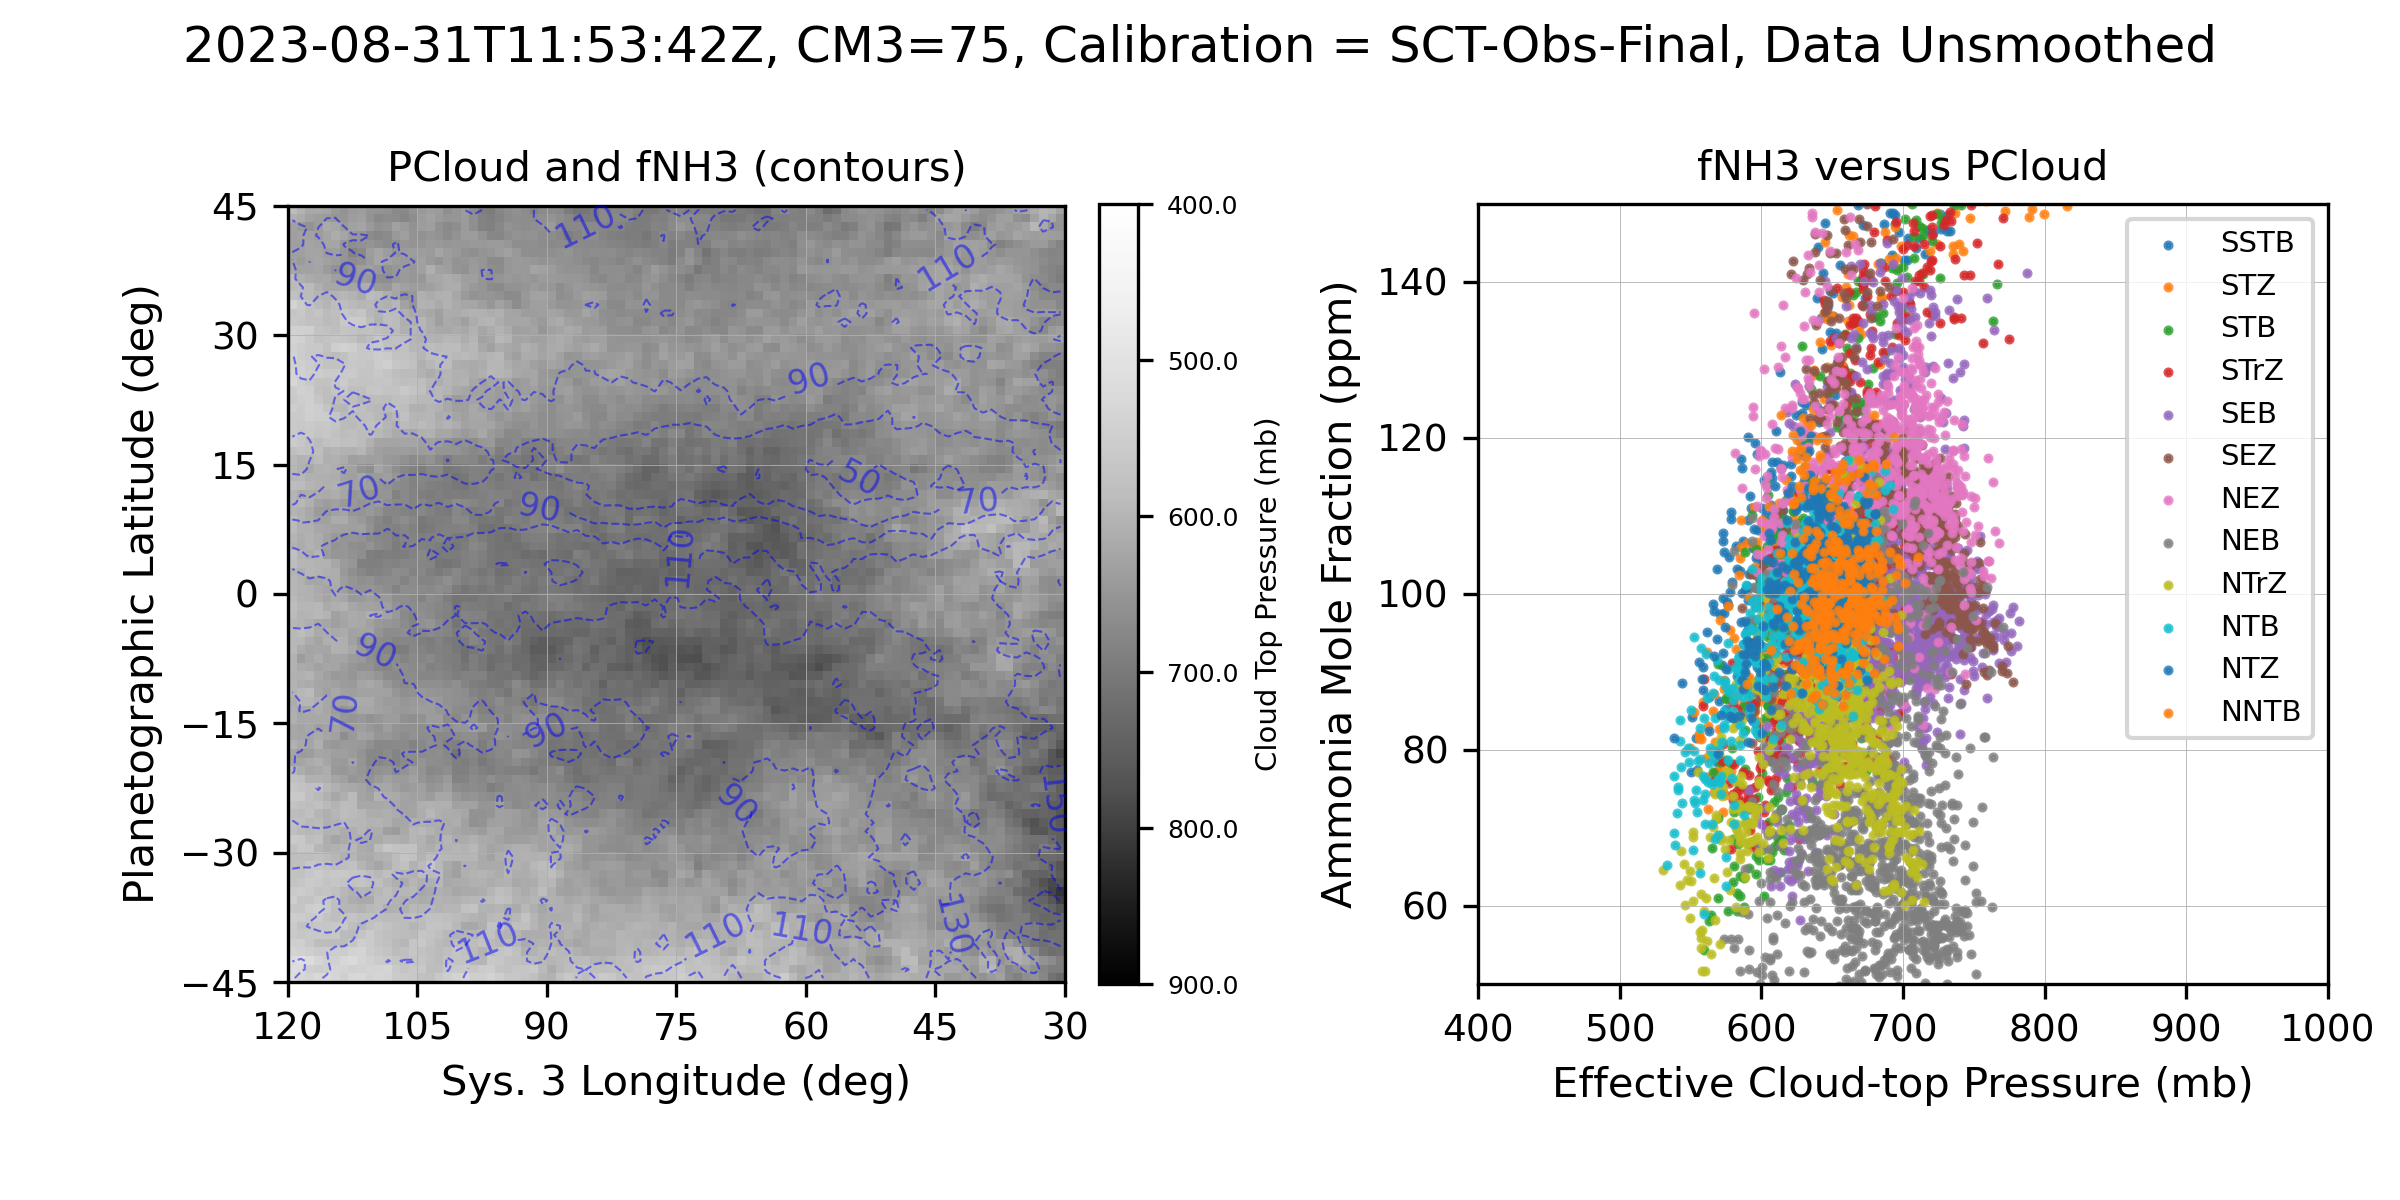 2023-08-31T11:53:42Z, CM3=75, Calibration = SCT-Obs-Final, Data Unsmoothed
PCloud and fNH3 (contours)
Planetographic Latitude (deg)
45
30
15
0
−15
−30
−45
120
105
90
75
60
45
30
Sys. 3 Longitude (deg)
110
90
110
90
50
70
90
70
110
90
70
90
90
150
110
110
110
130
400.0
500.0
600.0
700.0
800.0
900.0
Cloud Top Pressure (mb)
fNH3 versus PCloud
Ammonia Mole Fraction (ppm)
140
120
100
80
60
400
500
600
700
800
900
1000
Effective Cloud-top Pressure (mb)
SSTB
STZ
STB
STrZ
SEB
SEZ
NEZ
NEB
NTrZ
NTB
NTZ
NNTB